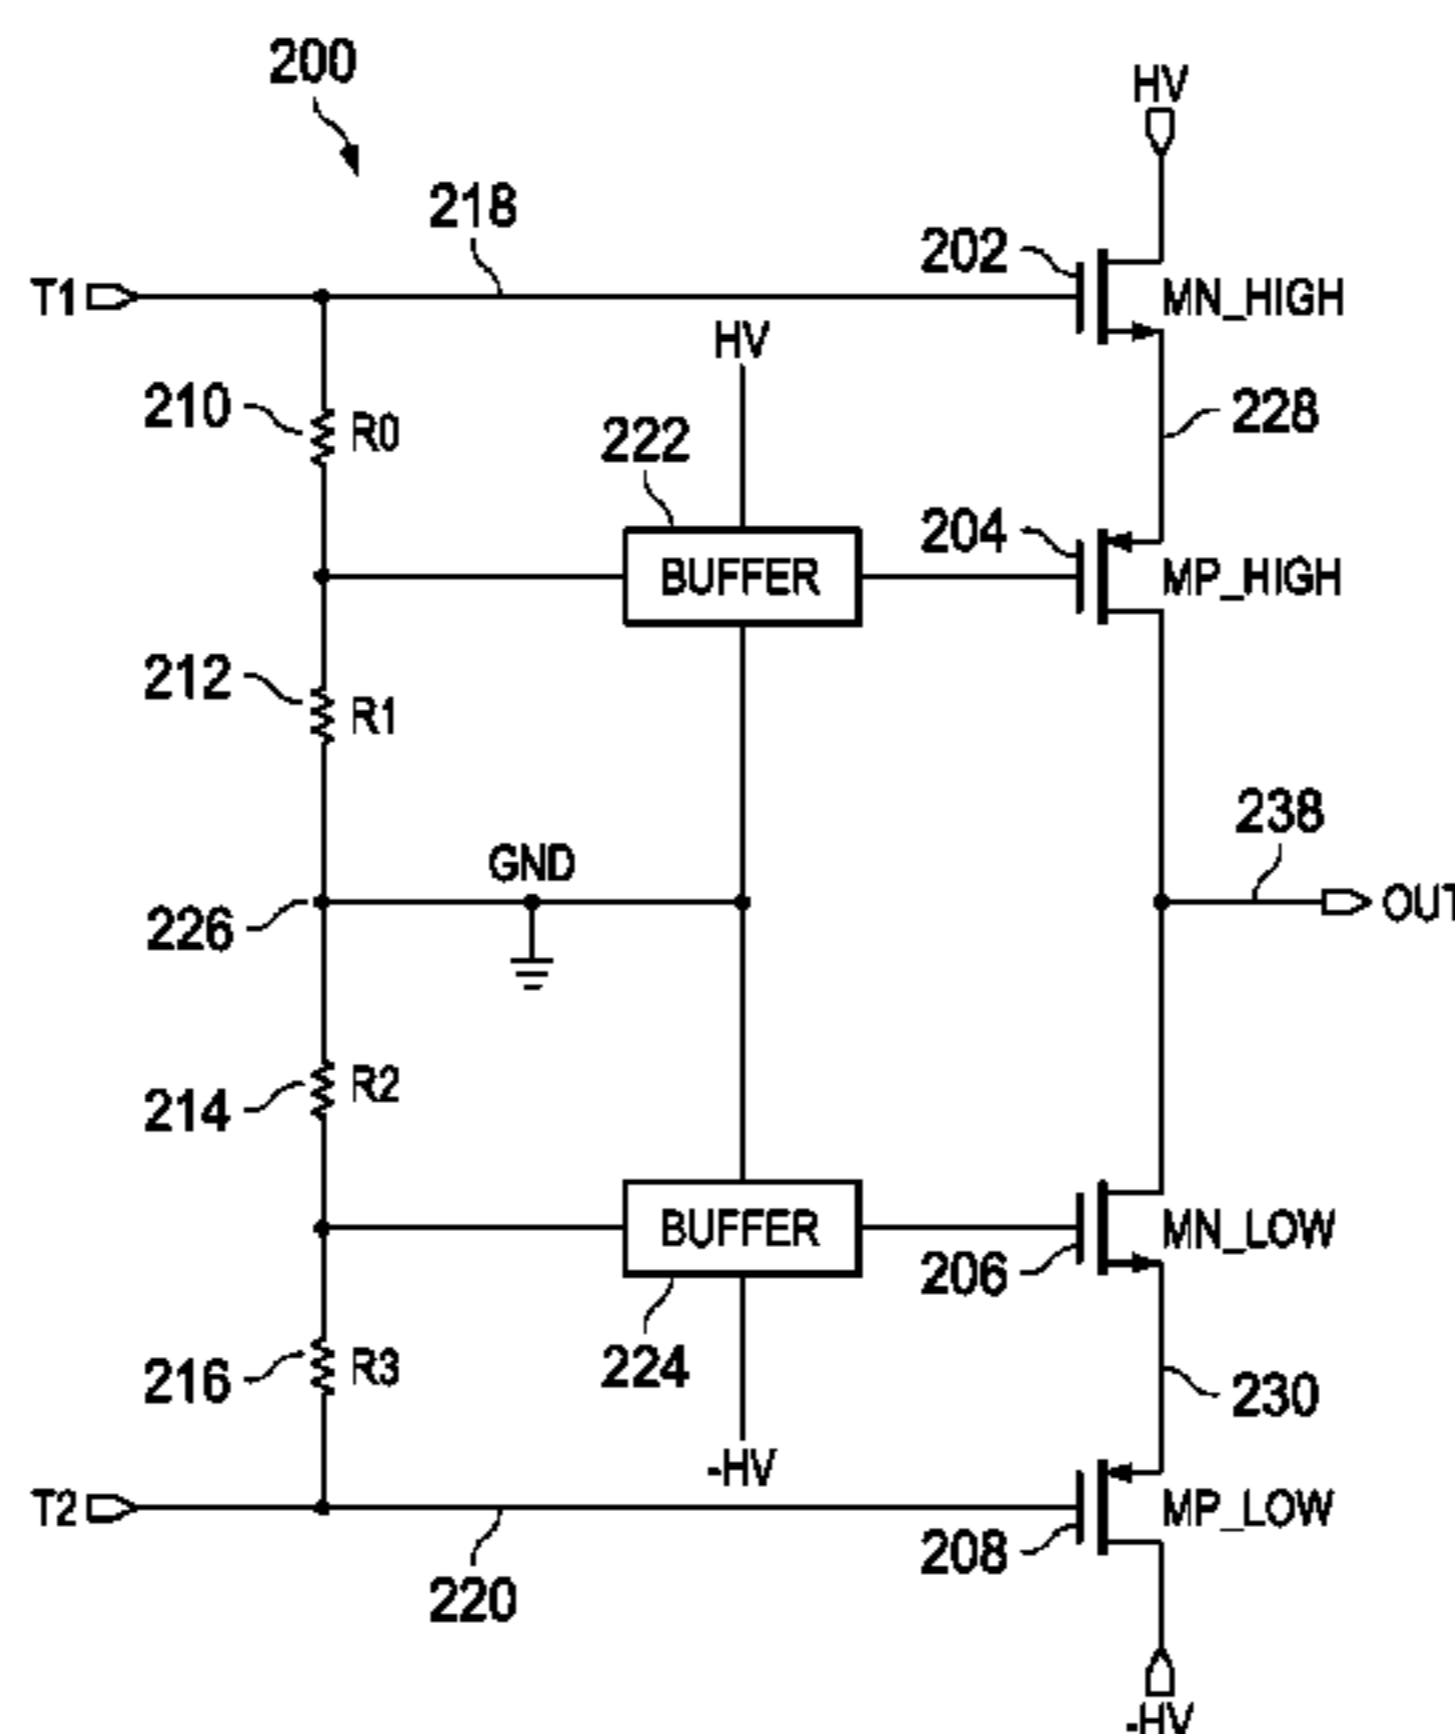 200
HV
218
202
T1
MN_HIGH
HV
210
R0
228
222
204
BUFFER
MP_HIGH
212
R1
238
GND
226
OUT
214
R2
BUFFER
MN_LOW
206
216
R3
224
230
-HV
T2
MP_LOW
208
220
-HV